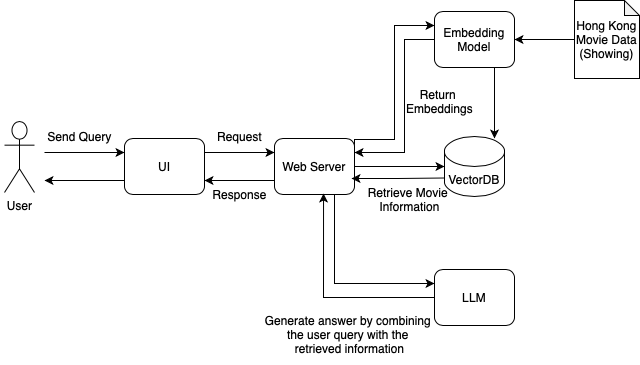 Embedding
Model
Hong Kong
Movie Data
(Showing)
Return
Embeddings
Send Query
Request
UI
Web Server
VectorDB
Response
Retrieve Movie
Information
User
LLM
Generate answer by combining
the user query with the
retrieved information